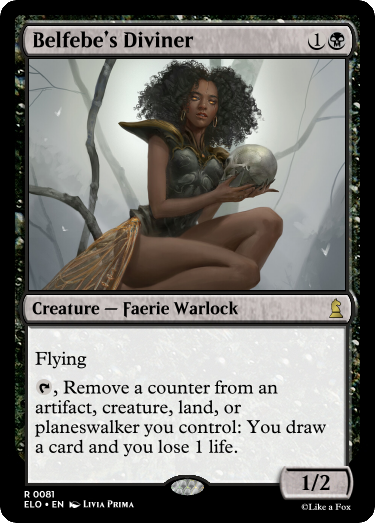 Belfebe's Diviner 1
Creature — Faerie Warlock
Flying
, Remove a counter from an
artifact, creature, land, or
planeswalker you control: You draw
a card and you lose 1 life.
1/2
R 0081
ELO • EN Livia Prima
©Like a Fox